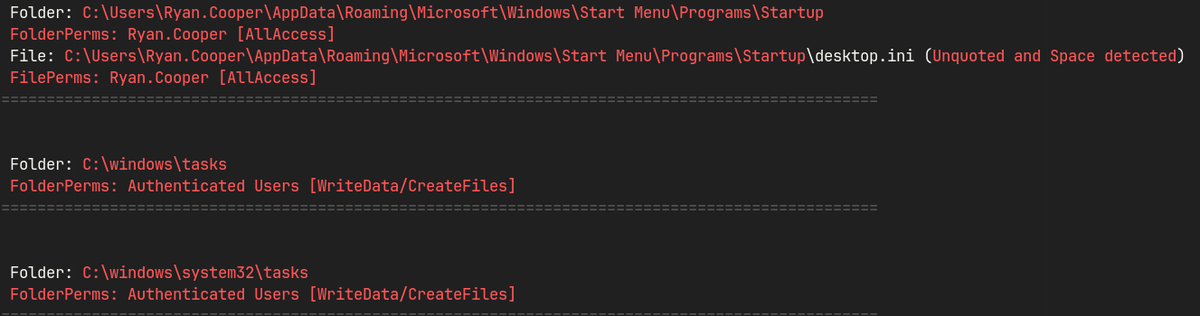 Folder: C:\Users\Ryan.Cooper\AppData\Roaming\Microsoft\Windows\Start Menu\Programs\Startup
FolderPerms: Ryan.Cooper [AllAccess]
File: C:\Users\Ryan.Cooper\AppData\Roaming\Microsoft\Windows\Start Menu\Programs\Startup\desktop.ini (Unquoted and Space detected)
FilePerms: Ryan.Cooper [AllAccess]
=================================================================================================
Folder: C:\windows\tasks
FolderPerms: Authenticated Users [WriteData/CreateFiles]
=================================================================================================
Folder: C:\windows\system32\tasks
FolderPerms: Authenticated Users [WriteData/CreateFiles]
=================================================================================================